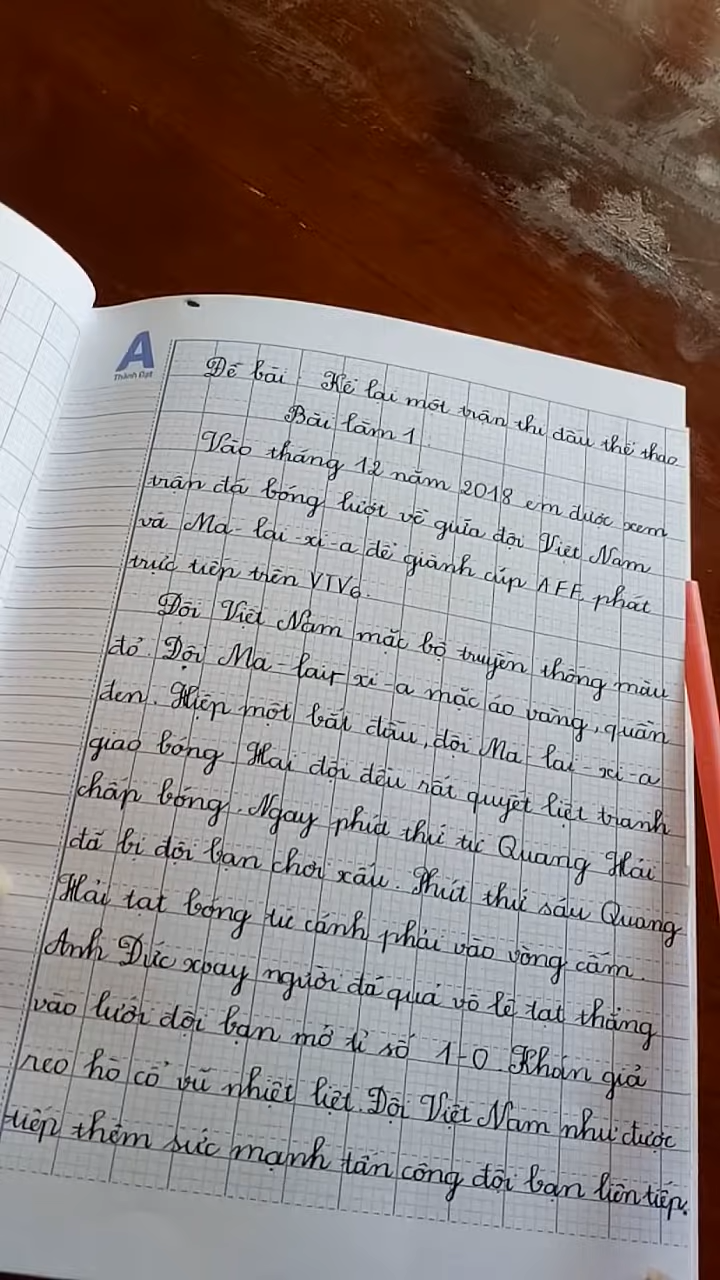 A
Thành Đạt
Đề bài: Kể lại một trận thi đấu thể thao
Bài làm 1
Vào tháng 12 năm 2018 em được xem
trận đá bóng lượt về giữa đội Việt Nam
và Ma-lai-xi-a để giành cúp AFF phát
trực tiếp trên VTV6.
Đội Việt Nam mặc bộ truyền thống màu
đỏ. Đội Ma-lair xi-a mặc áo vàng, quần
đen. Hiệp một bắt đầu, đội Ma-lai-xi-a
giao bóng. Hai đội đều rất quyết liệt tranh
chấp bóng. Ngay phút thứ tư Quang Hải
đã bị đội bạn chơi xấu. Phút thứ sáu Quang
Hải tạt bóng từ cánh phải vào vòng cấm.
Anh Đức xoay người đá quả vô lê tạt thẳng
vào lưới đội bạn mở tỉ số 1-0. Khán giả
reo hò cổ vũ nhiệt liệt. Đội Việt Nam như được
tiếp thêm sức mạnh tấn công đội bạn liên tiếp.